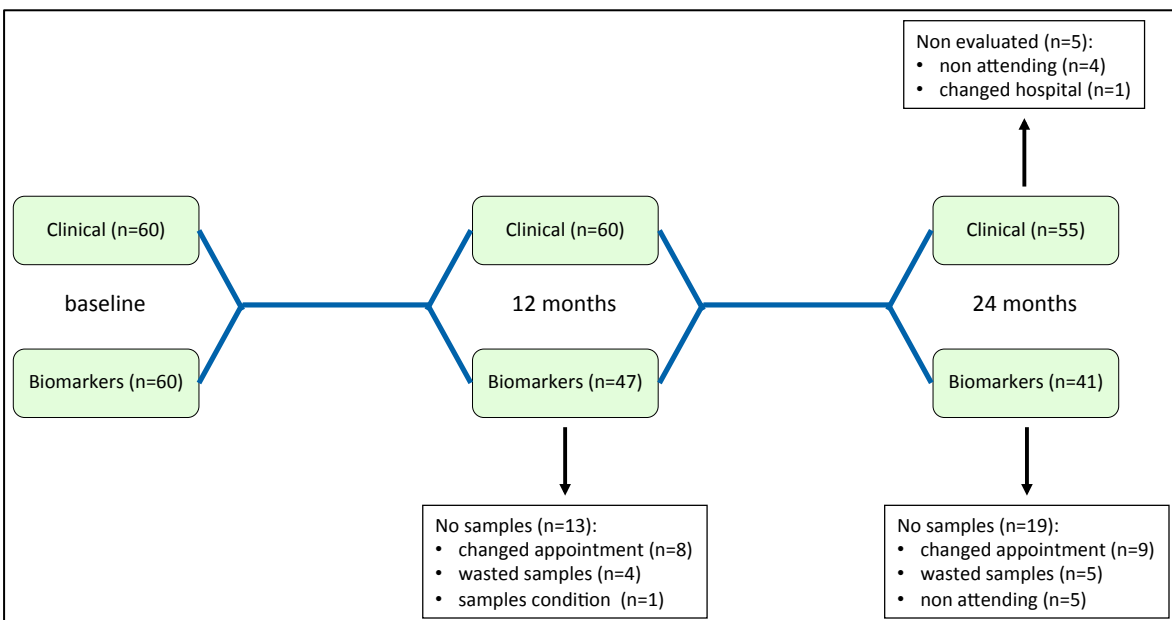 Non evaluated (n=5):
• non attending (n=4)
• changed hospital (n=1)
Clinical (n=60)
Clinical (n=60)
Clinical (n=55)
baseline
12 months
24 months
Biomarkers (n=60)
Biomarkers (n=47)
Biomarkers (n=41)
No samples (n=13):
• changed appointment (n=8)
• wasted samples (n=4)
• samples condition (n=1)
No samples (n=19):
• changed appointment (n=9)
• wasted samples (n=5)
• non attending (n=5)